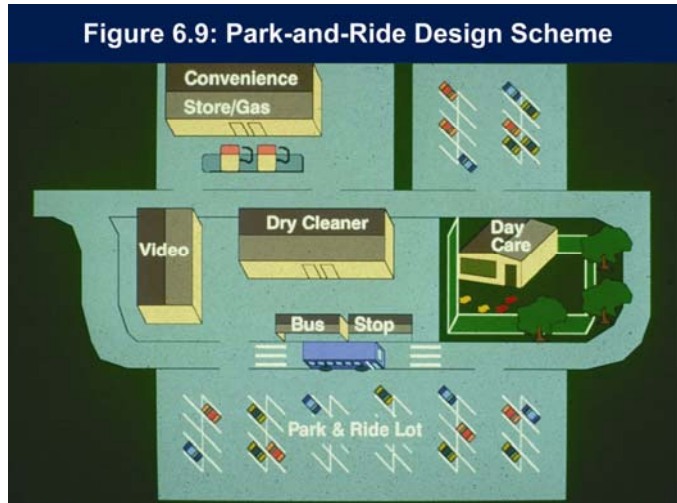 Figure 6.9: Park-and-Ride Design Scheme
Convenience
Store/Gas
Video
Dry Cleaner
Day
Care
Bus Stop
Park & Ride Lot